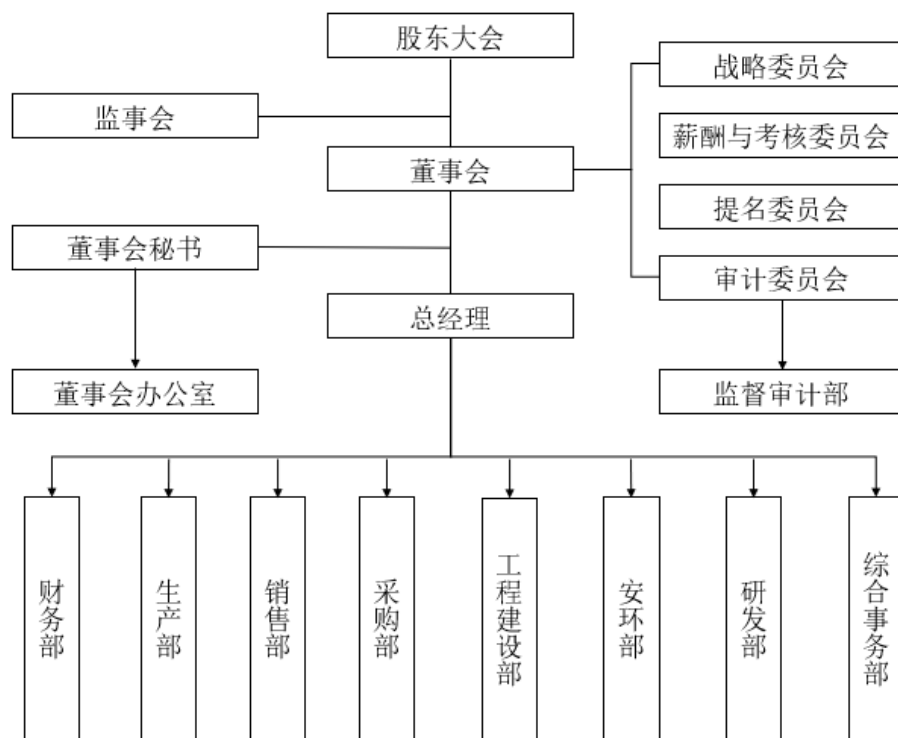 股东大会
战略委员会
监事会
薪酬与考核委员会
董事会
提名委员会
董事会秘书
审计委员会
总经理
董事会办公室
监督审计部
财务部
生产部
销售部
采购部
工程建设部
安环部
研发部
综合事务部